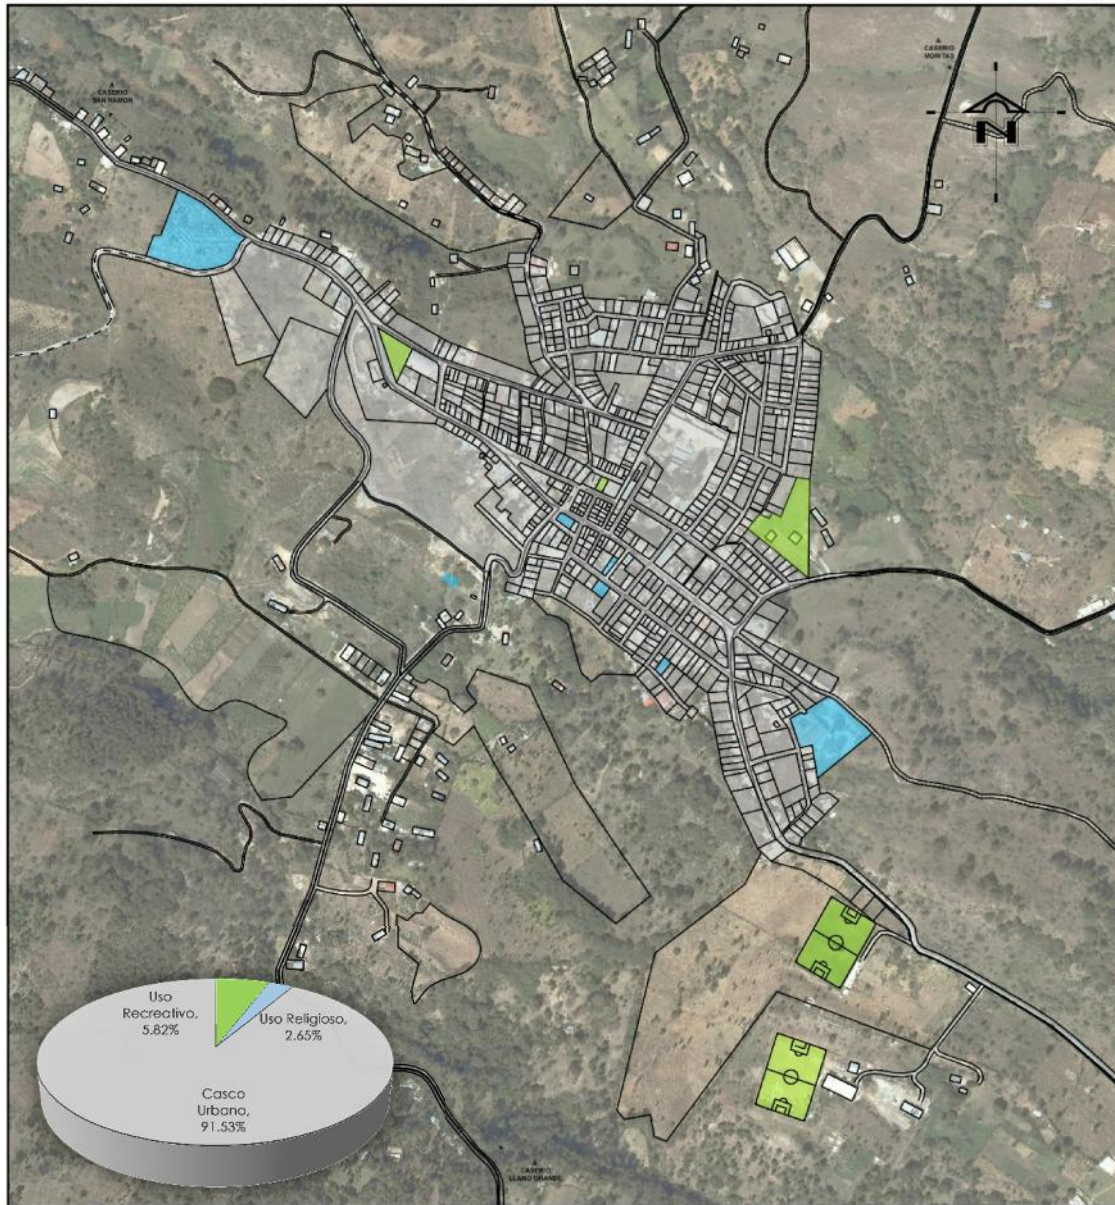 CASERIO
MORITAS
CASERIO
SAN RAMON
N
Uso
Recreativo,
5.82%
Uso Religioso,
2.65%
Casco
Urbano,
91.53%
CASERIO
LLANO GRANDE